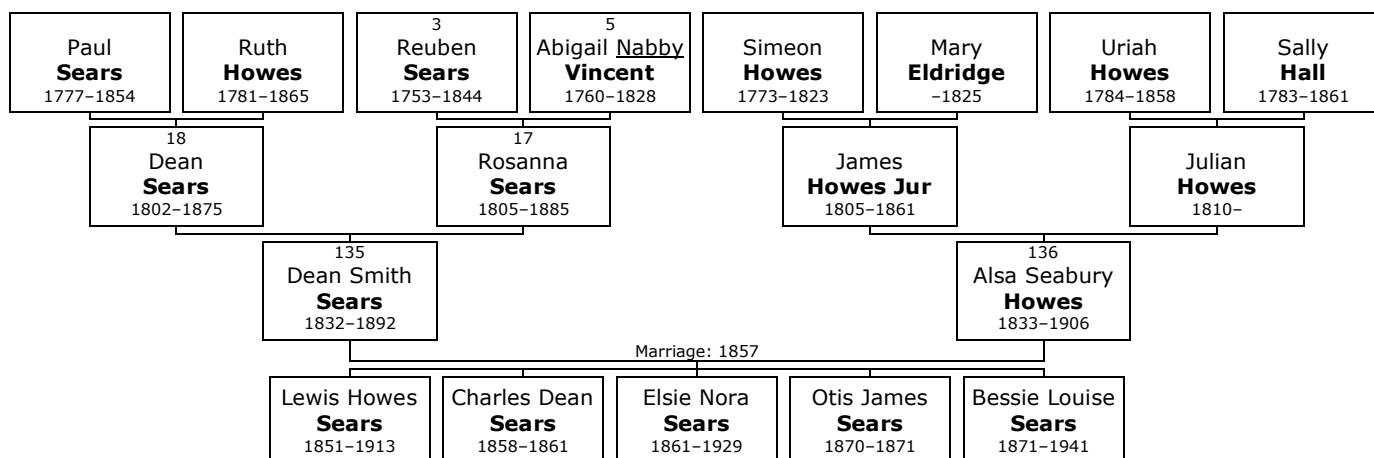 Paul
Sears
1777–1854
Ruth
Howes
1781–1865
3
Reuben
Sears
1753–1844
5
Abigail Nabby
Vincent
1760–1828
Simeon
Howes
1773–1823
Mary
Eldridge
–1825
Uriah
Howes
1784–1858
Sally
Hall
1783–1861
18
Dean
Sears
1802–1875
17
Rosanna
Sears
1805–1885
James
Howes Jur
1805–1861
Julian
Howes
1810–
135
Dean Smith
Sears
1832–1892
136
Alsa Seabury
Howes
1833–1906
Marriage: 1857
Lewis Howes
Sears
1851–1913
Charles Dean
Sears
1858–1861
Elsie Nora
Sears
1861–1929
Otis James
Sears
1870–1871
Bessie Louise
Sears
1871–1941